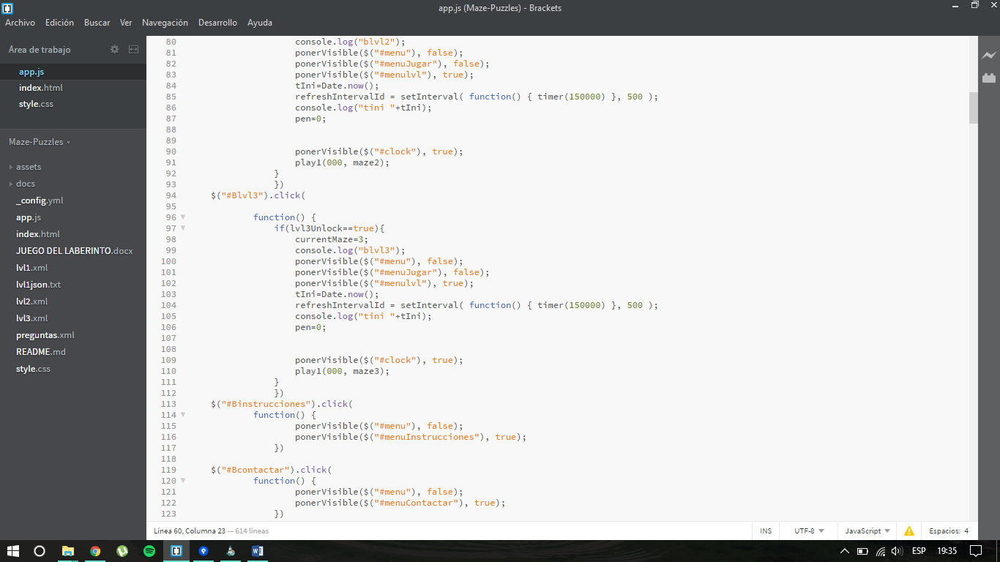 app.js (Maze-Puzzles) - Brackets
Archivo Edición Buscar Ver Navegación Desarrollo Ayuda
Área de trabajo
app.js
index.html
style.css
Maze-Puzzles
assets
docs
_config.yml
app.js
index.html
JUEGO DEL LABERINTO.docx
lvl1.xml
lvl1json.txt
lvl2.xml
lvl3.xml
preguntas.xml
README.md
style.css
80 console.log("blvl2");
81 ponerVisible($("#menu"), false);
82 ponerVisible($("#menuJugar"), false);
83 ponerVisible($("#menulvl"), true);
84 tIni=Date.now();
85 refreshIntervalId = setInterval( function() { timer(150000) }, 500 );
86 console.log("tini "+tIni);
87 pen=0;
88
89
90 ponerVisible($("#clock"), true);
91 play1(000, maze2);
92 }
93 })
94 $("#Blvl3").click(
95
96 function() {
97 if(lvl3Unlock==true){
98 currentMaze=3;
99 console.log("blvl3");
100 ponerVisible($("#menu"), false);
101 ponerVisible($("#menuJugar"), false);
102 ponerVisible($("#menulvl"), true);
103 tIni=Date.now();
104 refreshIntervalId = setInterval( function() { timer(150000) }, 500 );
105 console.log("tini "+tIni);
106 pen=0;
107
108
109 ponerVisible($("#clock"), true);
110 play1(000, maze3);
111 }
112 })
113 $("#Binstrucciones").click(
114 function() {
115 ponerVisible($("#menu"), false);
116 ponerVisible($("#menuInstrucciones"), true);
117 })
118
119 $("#Bcontactar").click(
120 function() {
121 ponerVisible($("#menu"), false);
122 ponerVisible($("#menuContactar"), true);
123 })
Línea 60, Columna 23 — 614 líneas
INS UTF-8 JavaScript Espacios: 4
ESP 19:35